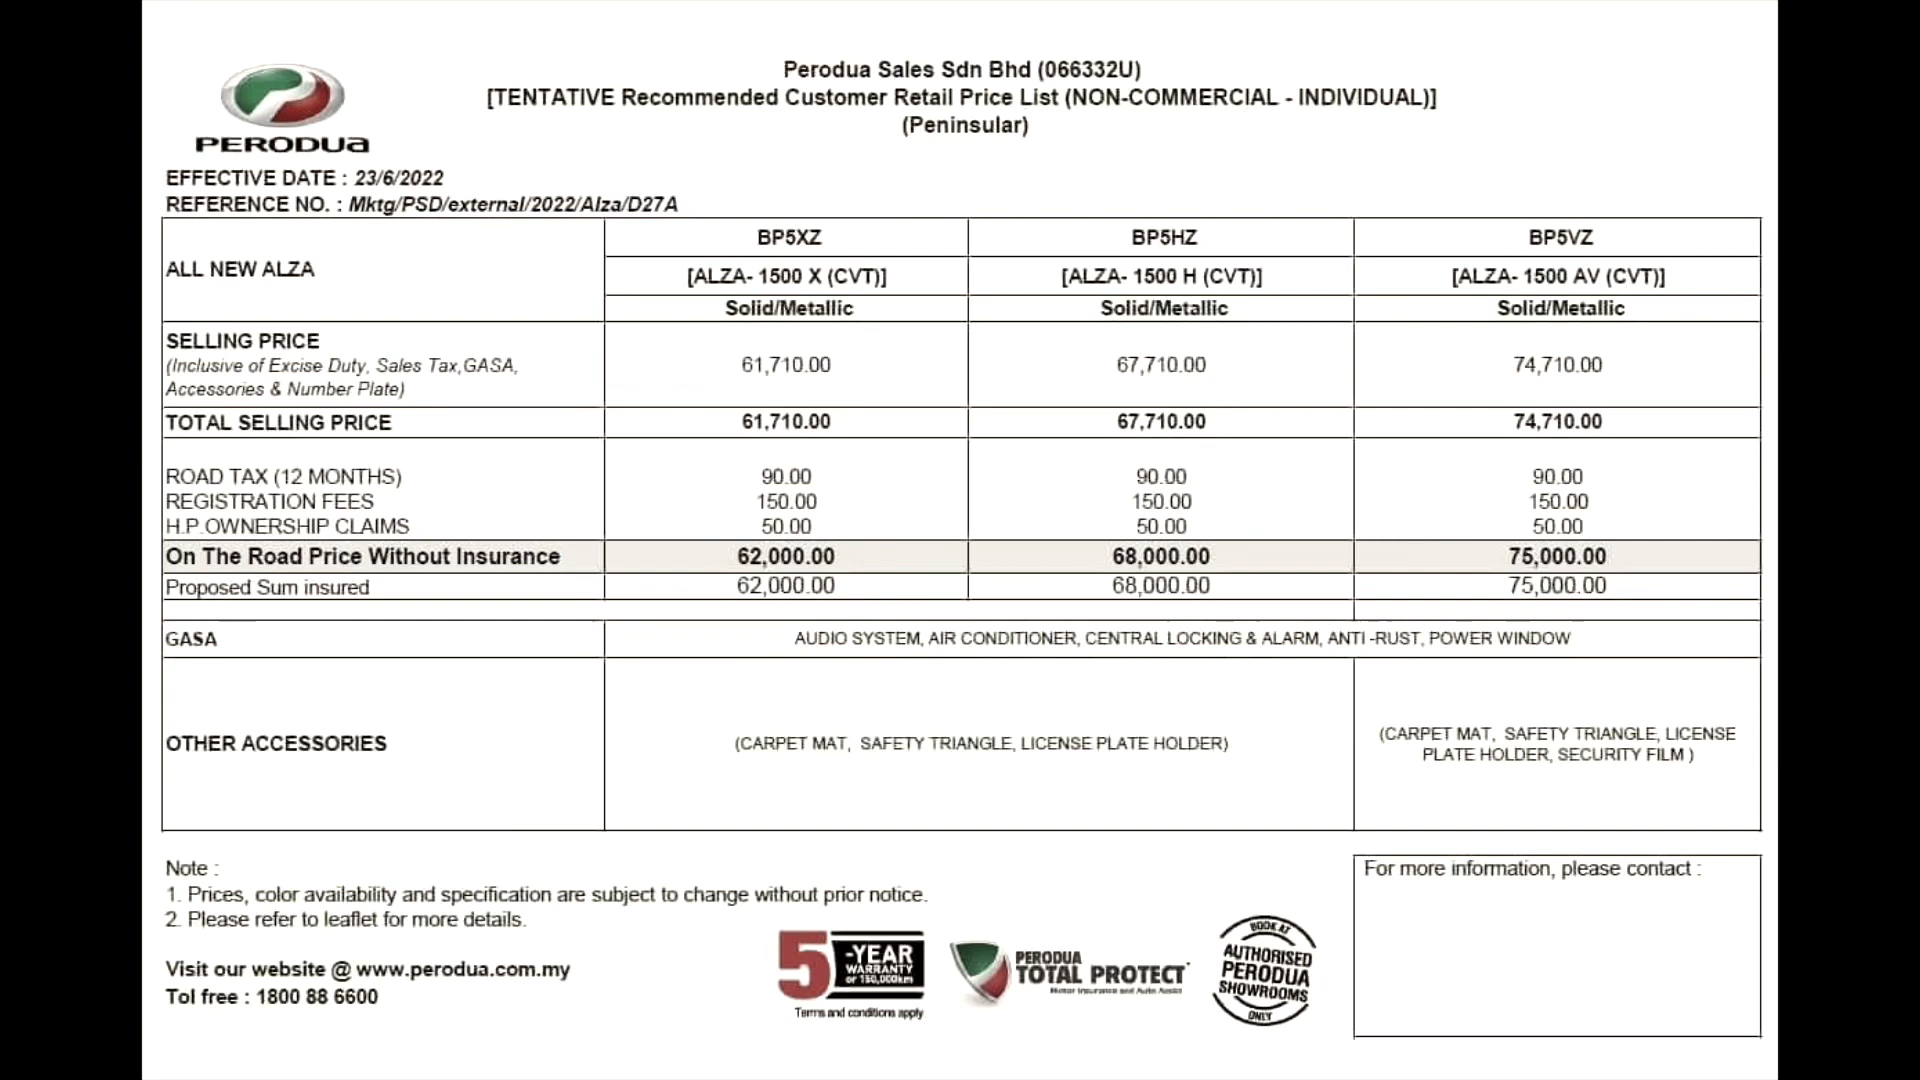 Perodua Sales Sdn Bhd (066332U)
[TENTATIVE Recommended Customer Retail Price List (NON-COMMERCIAL - INDIVIDUAL)]
(Peninsular)
PERODUA
EFFECTIVE DATE : 23/6/2022
REFERENCE NO. : Mktg/PSD/external/2022/Alza/D27A
ALL NEW ALZA
BP5XZ BP5HZ BP5VZ
[ALZA- 1500 X (CVT)] [ALZA- 1500 H (CVT)] [ALZA- 1500 AV (CVT)]
Solid/Metallic Solid/Metallic Solid/Metallic
SELLING PRICE
(Inclusive of Excise Duty, Sales Tax,GASA,
Accessories & Number Plate)
61,710.00 67,710.00 74,710.00
TOTAL SELLING PRICE 61,710.00 67,710.00 74,710.00
ROAD TAX (12 MONTHS) 90.00 90.00 90.00
REGISTRATION FEES 150.00 150.00 150.00
H.P.OWNERSHIP CLAIMS 50.00 50.00 50.00
On The Road Price Without Insurance 62,000.00 68,000.00 75,000.00
Proposed Sum insured 62,000.00 68,000.00 75,000.00
GASA AUDIO SYSTEM, AIR CONDITIONER, CENTRAL LOCKING & ALARM, ANTI -RUST, POWER WINDOW
OTHER ACCESSORIES (CARPET MAT, SAFETY TRIANGLE, LICENSE PLATE HOLDER)
(CARPET MAT, SAFETY TRIANGLE, LICENSE
PLATE HOLDER, SECURITY FILM )
Note :
1. Prices, color availability and specification are subject to change without prior notice.
2. Please refer to leaflet for more details.
Visit our website @ www.perodua.com.my
Tol free : 1800 88 6600
5-YEAR
WARRANTY
or 150,000km
Terms and conditions apply
PERODUA
TOTAL PROTECT
Motor Insurance and Auto Assist
BOOK AT
AUTHORISED
PERODUA
SHOWROOMS
ONLY
For more information, please contact :